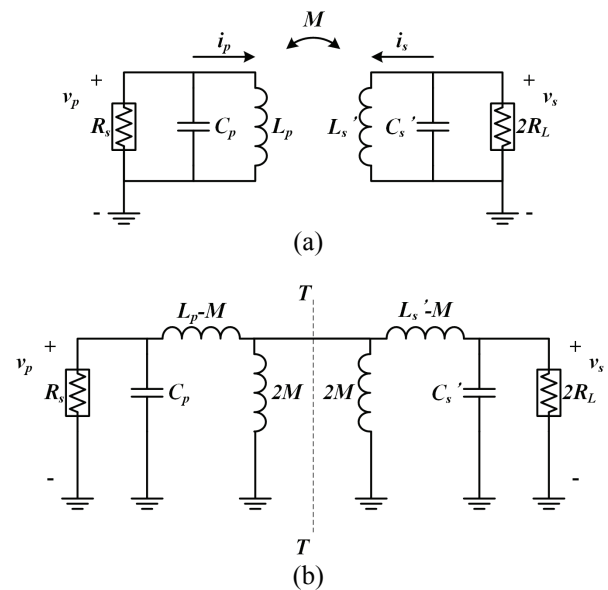 M
i_p i_s
+ +
v_p v_s
R_s C_p L_p L_s' C_s' 2R_L
- -
(a)
T
L_p-M L_s'-M
+ +
v_p v_s
R_s C_p 2M 2M C_s' 2R_L
- -
T
(b)